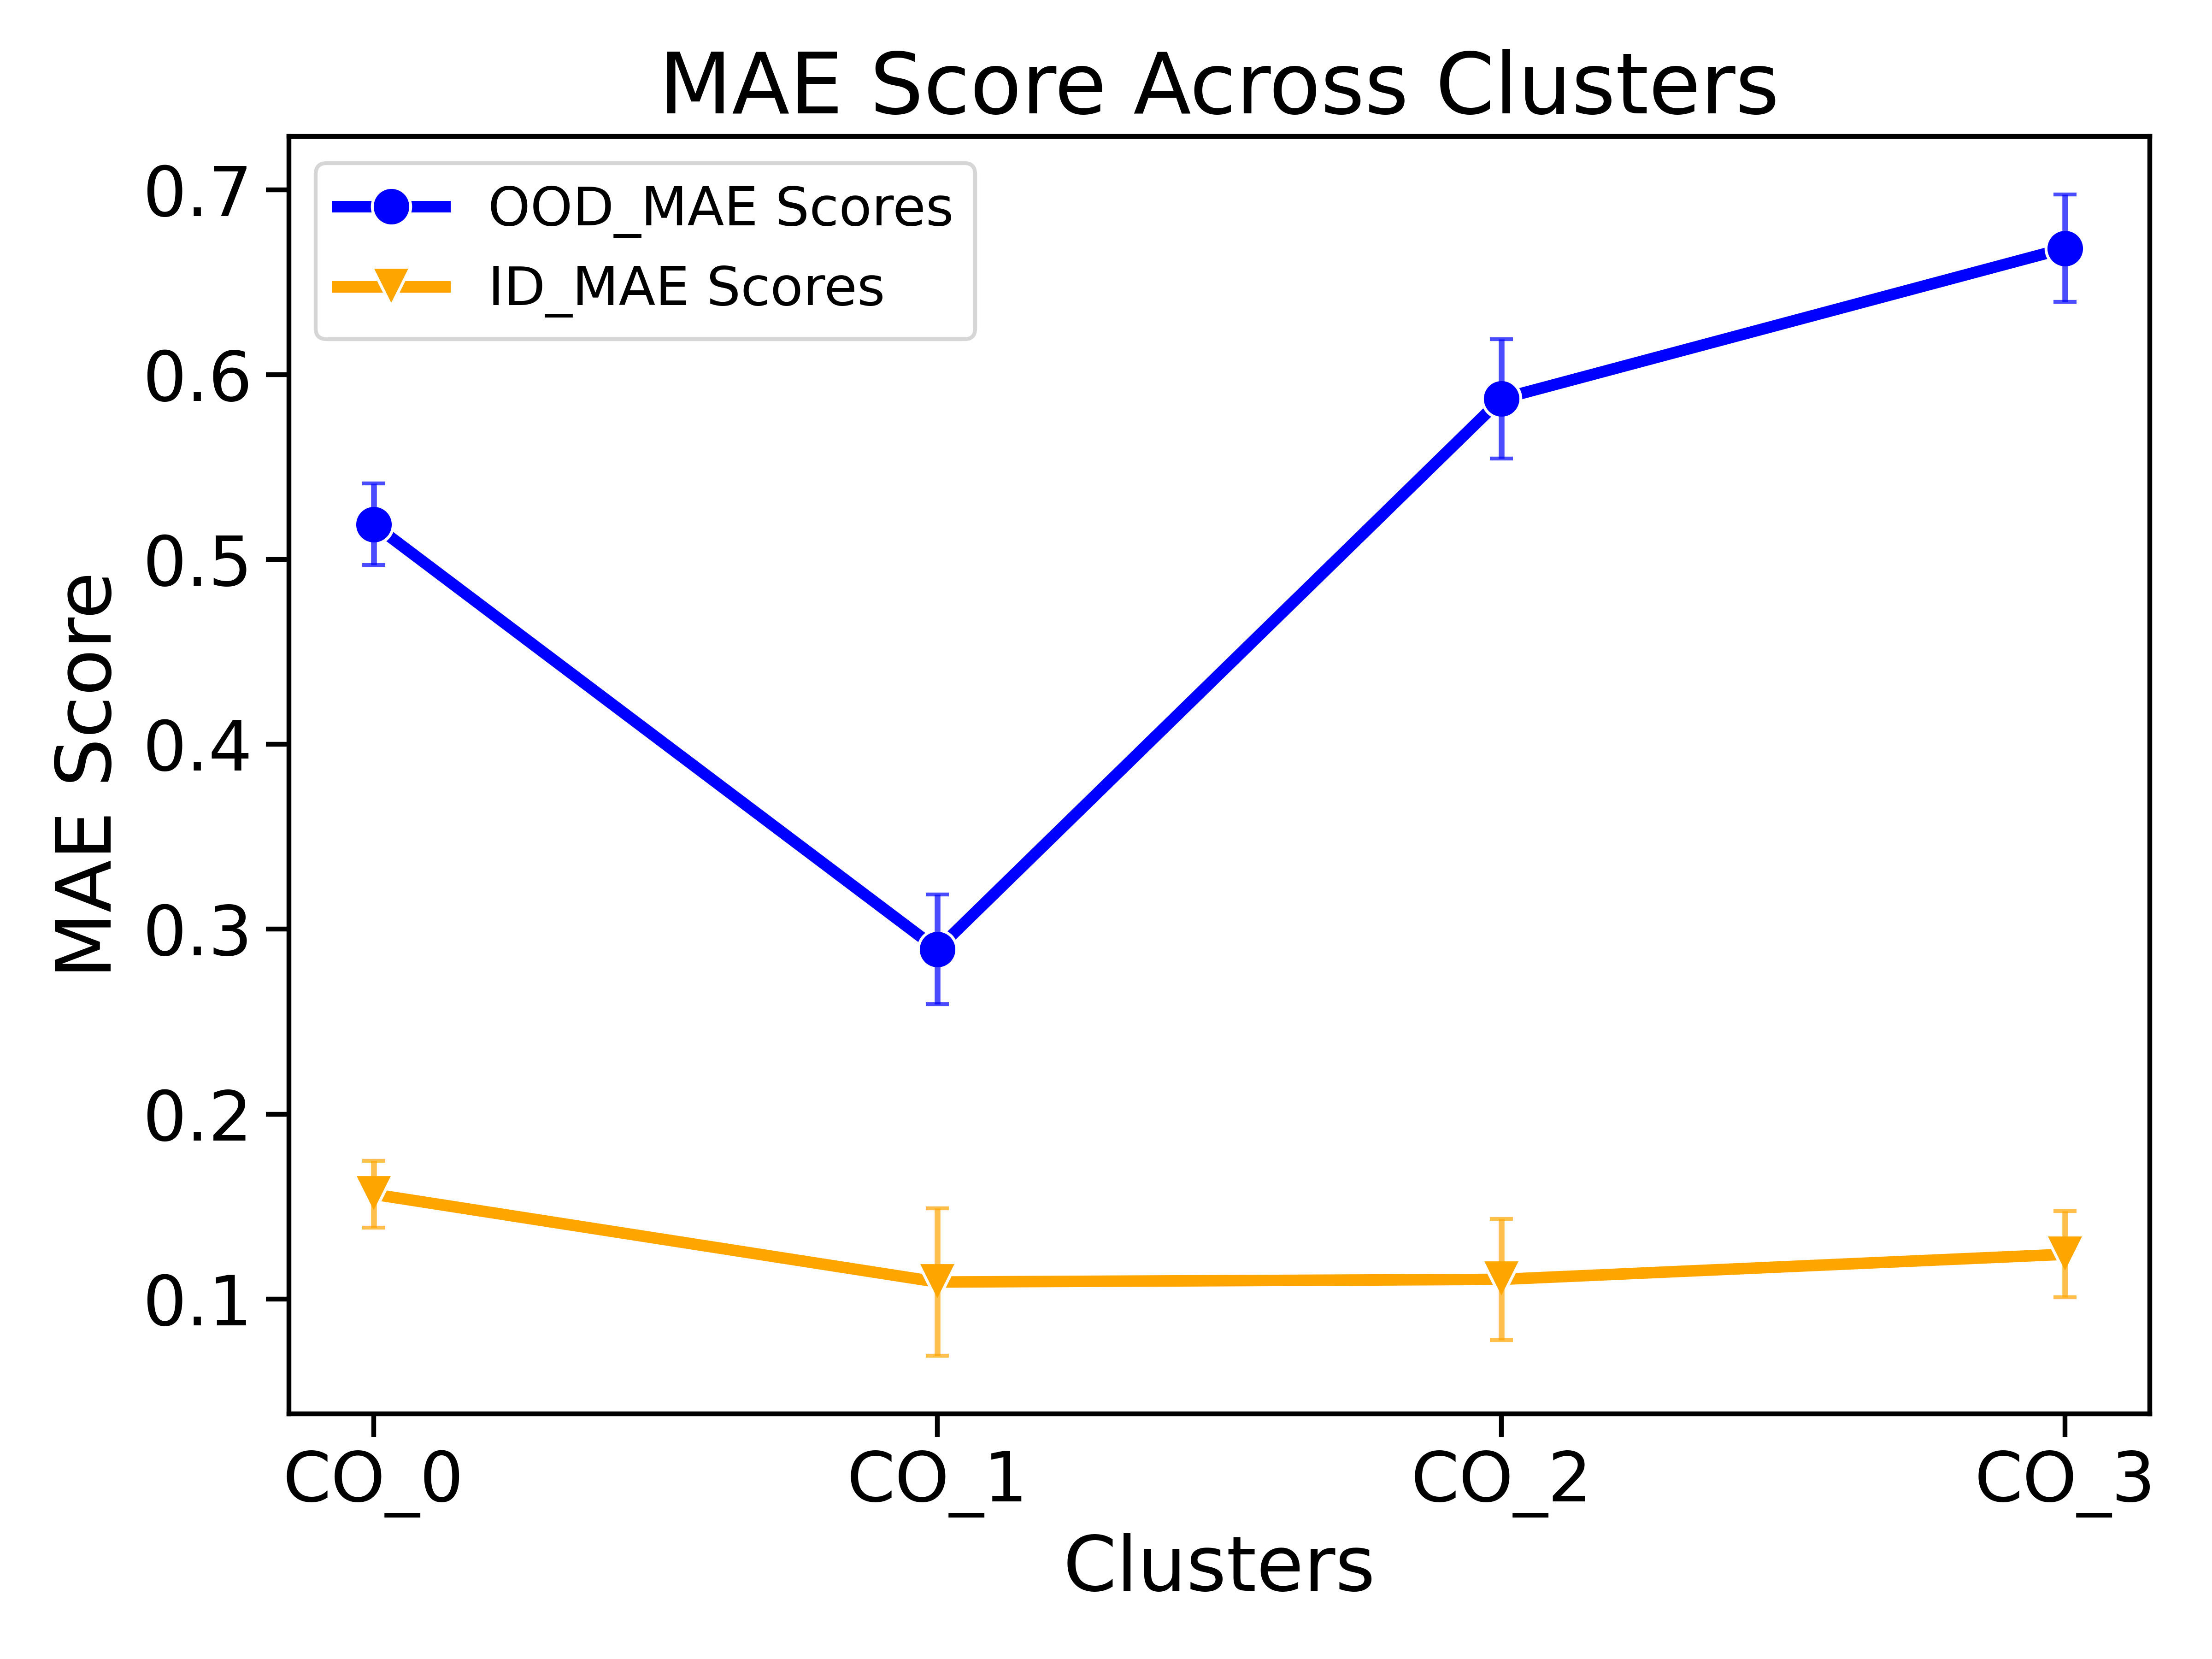 MAE Score Across Clusters
OOD_MAE Scores
ID_MAE Scores
MAE Score
0.7
0.6
0.5
0.4
0.3
0.2
0.1
CO_0 CO_1 CO_2 CO_3
Clusters